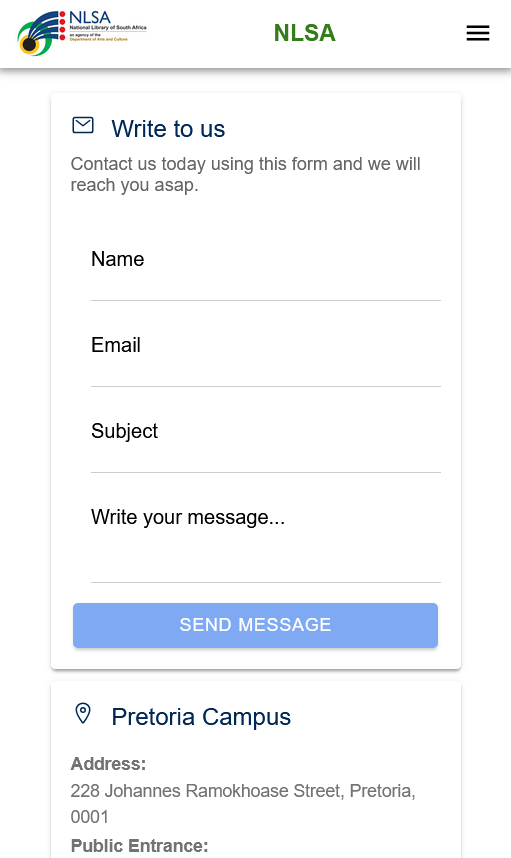 NLSA
National Library of South Africa
an agency of the
Department of Arts and Culture
NLSA
Write to us
Contact us today using this form and we will
reach you asap.
Name
Email
Subject
Write your message...
SEND MESSAGE
Pretoria Campus
Address:
228 Johannes Ramokhoase Street, Pretoria,
0001
Public Entrance: